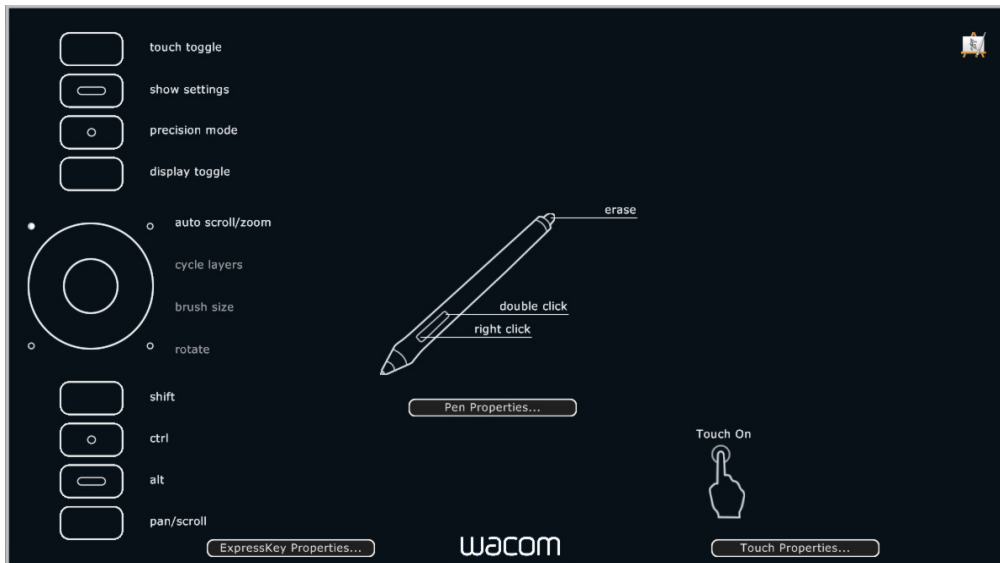 touch toggle
show settings
precision mode
display toggle
auto scroll/zoom
cycle layers
brush size
rotate
shift
ctrl
alt
pan/scroll
ExpressKey Properties...
erase
double click
right click
Pen Properties...
wacom
Touch On
Touch Properties...